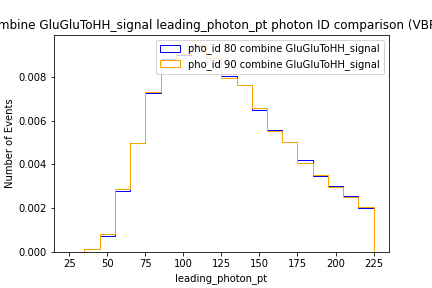 mbine GluGluToHH_signal leading_photon_pt photon ID comparison (VBF
pho_id 80 combine GluGluToHH_signal
pho_id 90 combine GluGluToHH_signal
Number of Events
0.008
0.006
0.004
0.002
0.000
25 50 75 100 125 150 175 200 225
leading_photon_pt